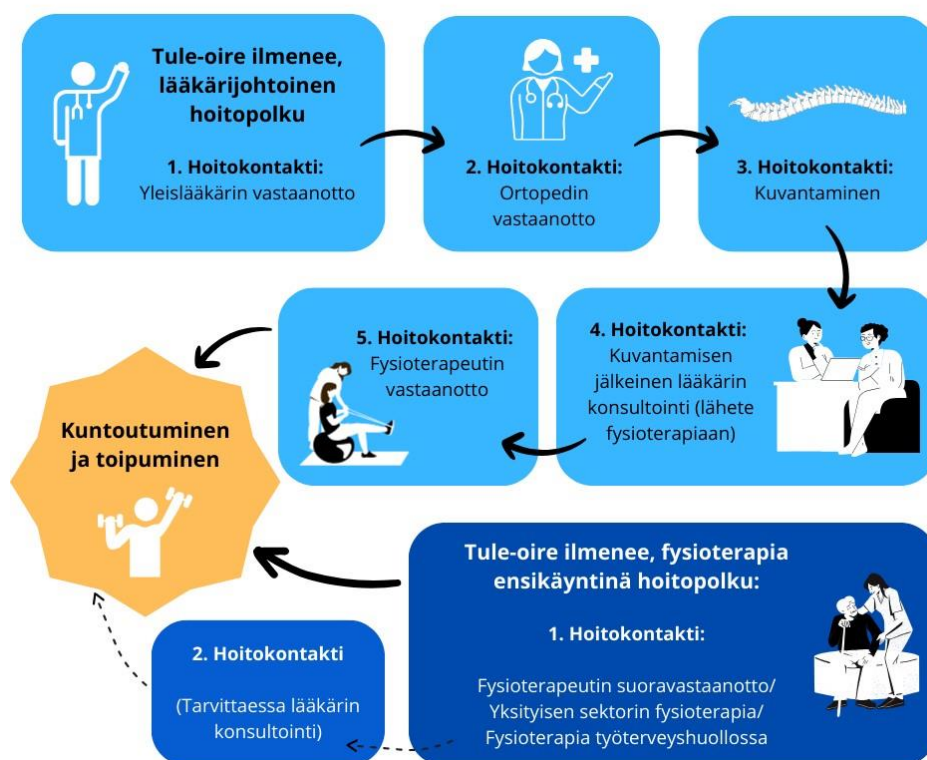 Tule-oire ilmenee,
lääkärijohtoinen
hoitopolku
1. Hoitokontakti:
Yleislääkärin vastaanotto
2. Hoitokontakti:
Ortopedin
vastaanotto
3. Hoitokontakti:
Kuvantaminen
4. Hoitokontakti:
Kuvantamisen
jälkeinen lääkärin
konsultointi (lähete
fysioterapiaan)
5. Hoitokontakti:
Fysioterapeutin
vastaanotto
Kuntoutuminen
ja toipuminen
Tule-oire ilmenee, fysioterapia
ensikäyntinä hoitopolku:
1. Hoitokontakti:
Fysioterapeutin suoravastaanotto/
Yksityisen sektorin fysioterapia/
Fysioterapia työterveyshuollossa
2. Hoitokontakti
(Tarvittaessa lääkärin
konsultointi)